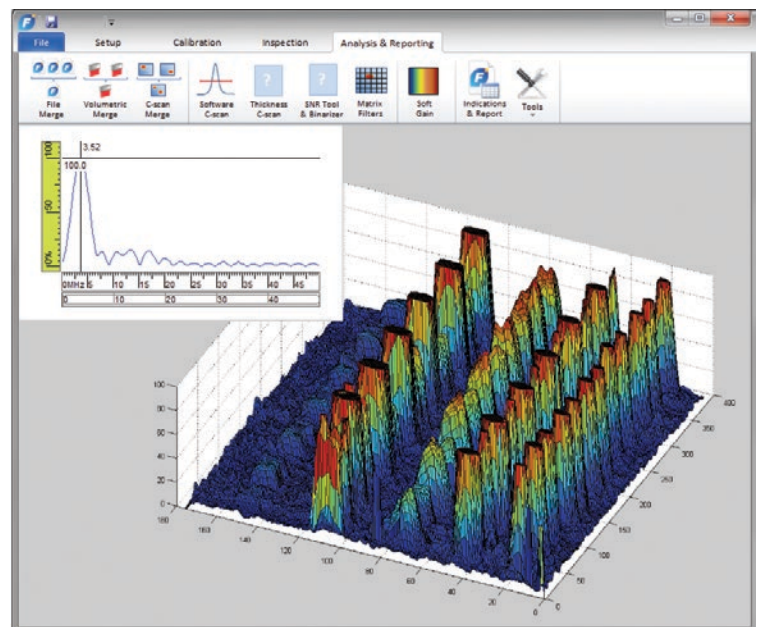 File Setup Calibration Inspection Analysis & Reporting
File Merge
Volumetric Merge
C-scan Merge
Software C-scan
Thickness C-scan
SNR Tool & Binarizer
Matrix Filters
Soft Gain
Indications & Report
Tools
3.52
100.0
100
50
0%
0MHz 5 10 15 20 25 30 35 40 45
0 10 20 30 40
100
80
60
40
20
0
180 160 140 120 100 80 60 40 20 0
0 50 100 150 200 250 300 350 400